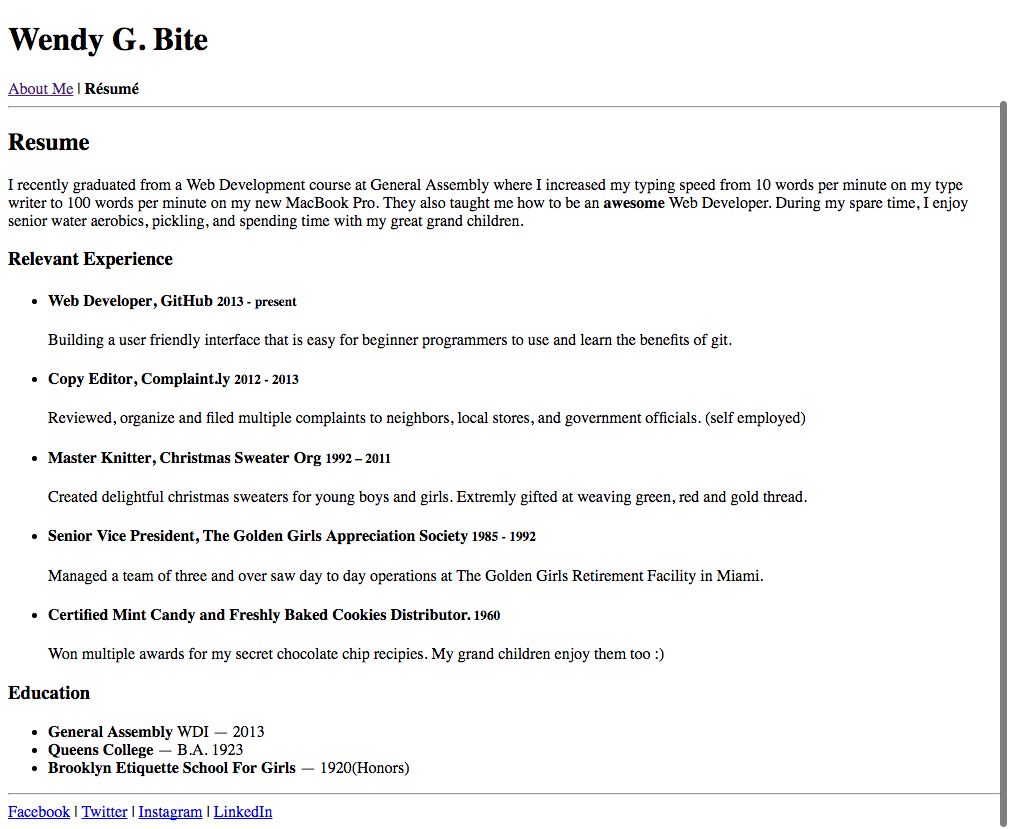 Wendy G. Bite
About Me | Résumé
Resume
I recently graduated from a Web Development course at General Assembly where I increased my typing speed from 10 words per minute on my type
writer to 100 words per minute on my new MacBook Pro. They also taught me how to be an awesome Web Developer. During my spare time, I enjoy
senior water aerobics, pickling, and spending time with my great grand children.
Relevant Experience
• Web Developer, GitHub 2013 - present
Building a user friendly interface that is easy for beginner programmers to use and learn the benefits of git.
• Copy Editor, Complaint.ly 2012 - 2013
Reviewed, organize and filed multiple complaints to neighbors, local stores, and government officials. (self employed)
• Master Knitter, Christmas Sweater Org 1992 – 2011
Created delightful christmas sweaters for young boys and girls. Extremly gifted at weaving green, red and gold thread.
• Senior Vice President, The Golden Girls Appreciation Society 1985 - 1992
Managed a team of three and over saw day to day operations at The Golden Girls Retirement Facility in Miami.
• Certified Mint Candy and Freshly Baked Cookies Distributor. 1960
Won multiple awards for my secret chocolate chip recipies. My grand children enjoy them too :)
Education
• General Assembly WDI — 2013
• Queens College — B.A. 1923
• Brooklyn Etiquette School For Girls — 1920(Honors)
Facebook | Twitter | Instagram | LinkedIn